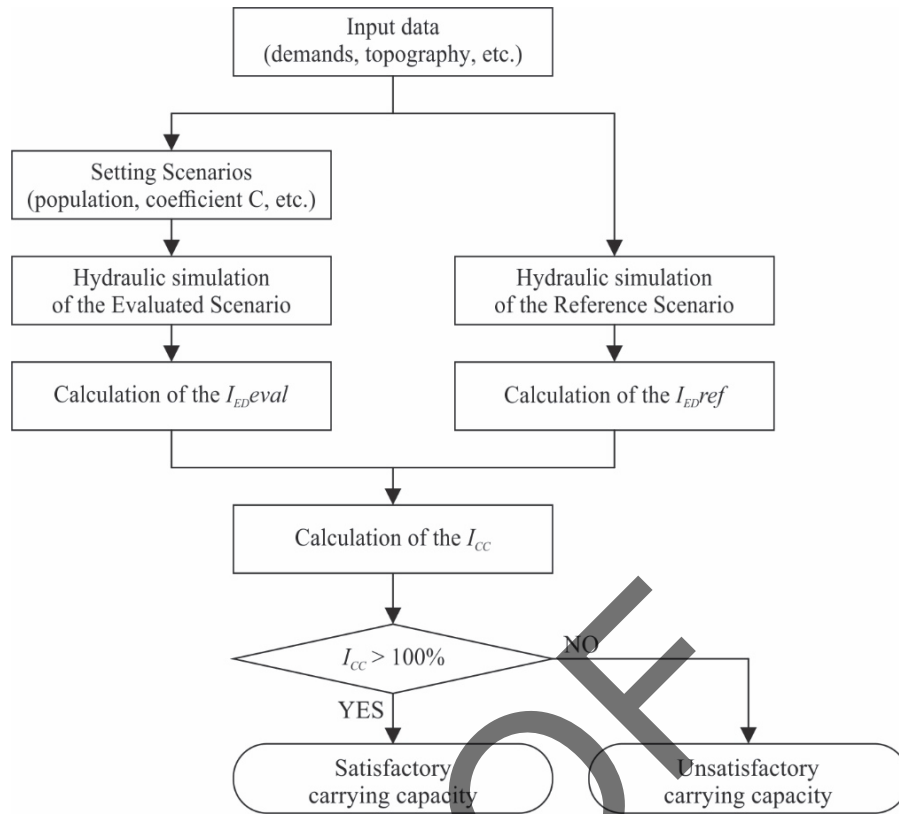 Input data
(demands, topography, etc.)
Setting Scenarios
(population, coefficient C, etc.)
Hydraulic simulation
of the Evaluated Scenario
Hydraulic simulation
of the Reference Scenario
Calculation of the I_ED eval
Calculation of the I_ED ref
Calculation of the I_CC
I_CC > 100%
NO
YES
Satisfactory
carrying capacity
Unsatisfactory
carrying capacity
OF